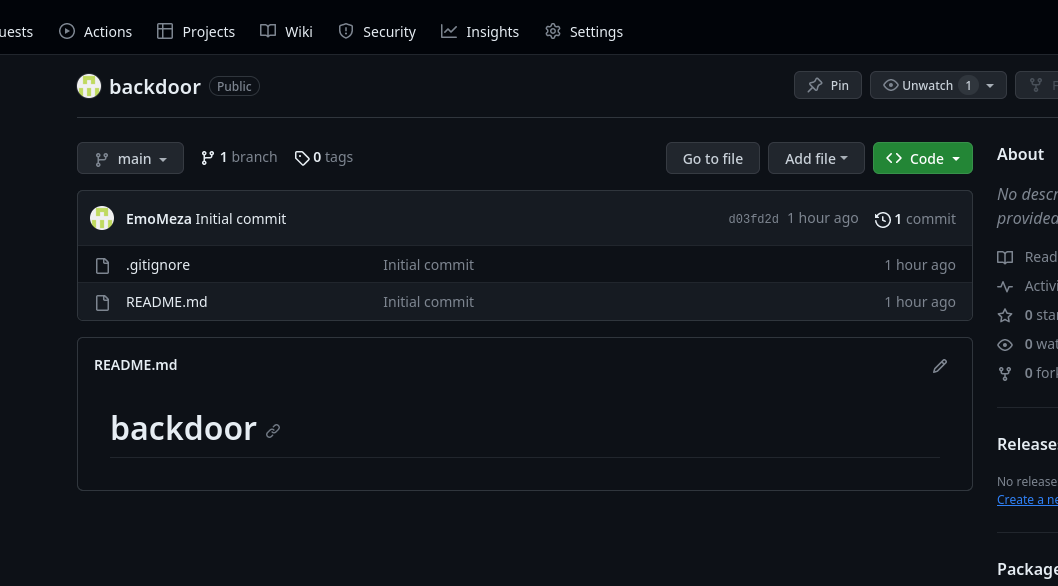 uests Actions Projects Wiki Security Insights Settings
backdoor Public Pin Unwatch 1
main 1 branch 0 tags Go to file Add file Code
About
No descr
provided
EmoMeza Initial commit d03fd2d 1 hour ago 1 commit
.gitignore Initial commit 1 hour ago
README.md Initial commit 1 hour ago
Read
Activi
0 sta
0 wat
0 fork
README.md
backdoor
Release
No release
Create a ne
Package